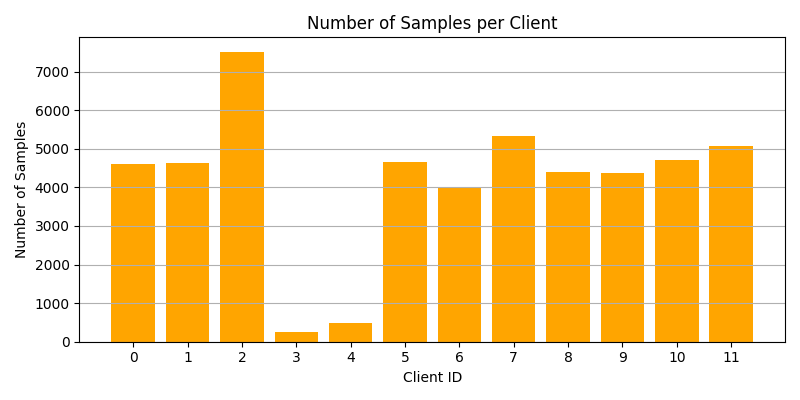 Number of Samples per Client
Number of Samples
7000
6000
5000
4000
3000
2000
1000
0
0 1 2 3 4 5 6 7 8 9 10 11
Client ID